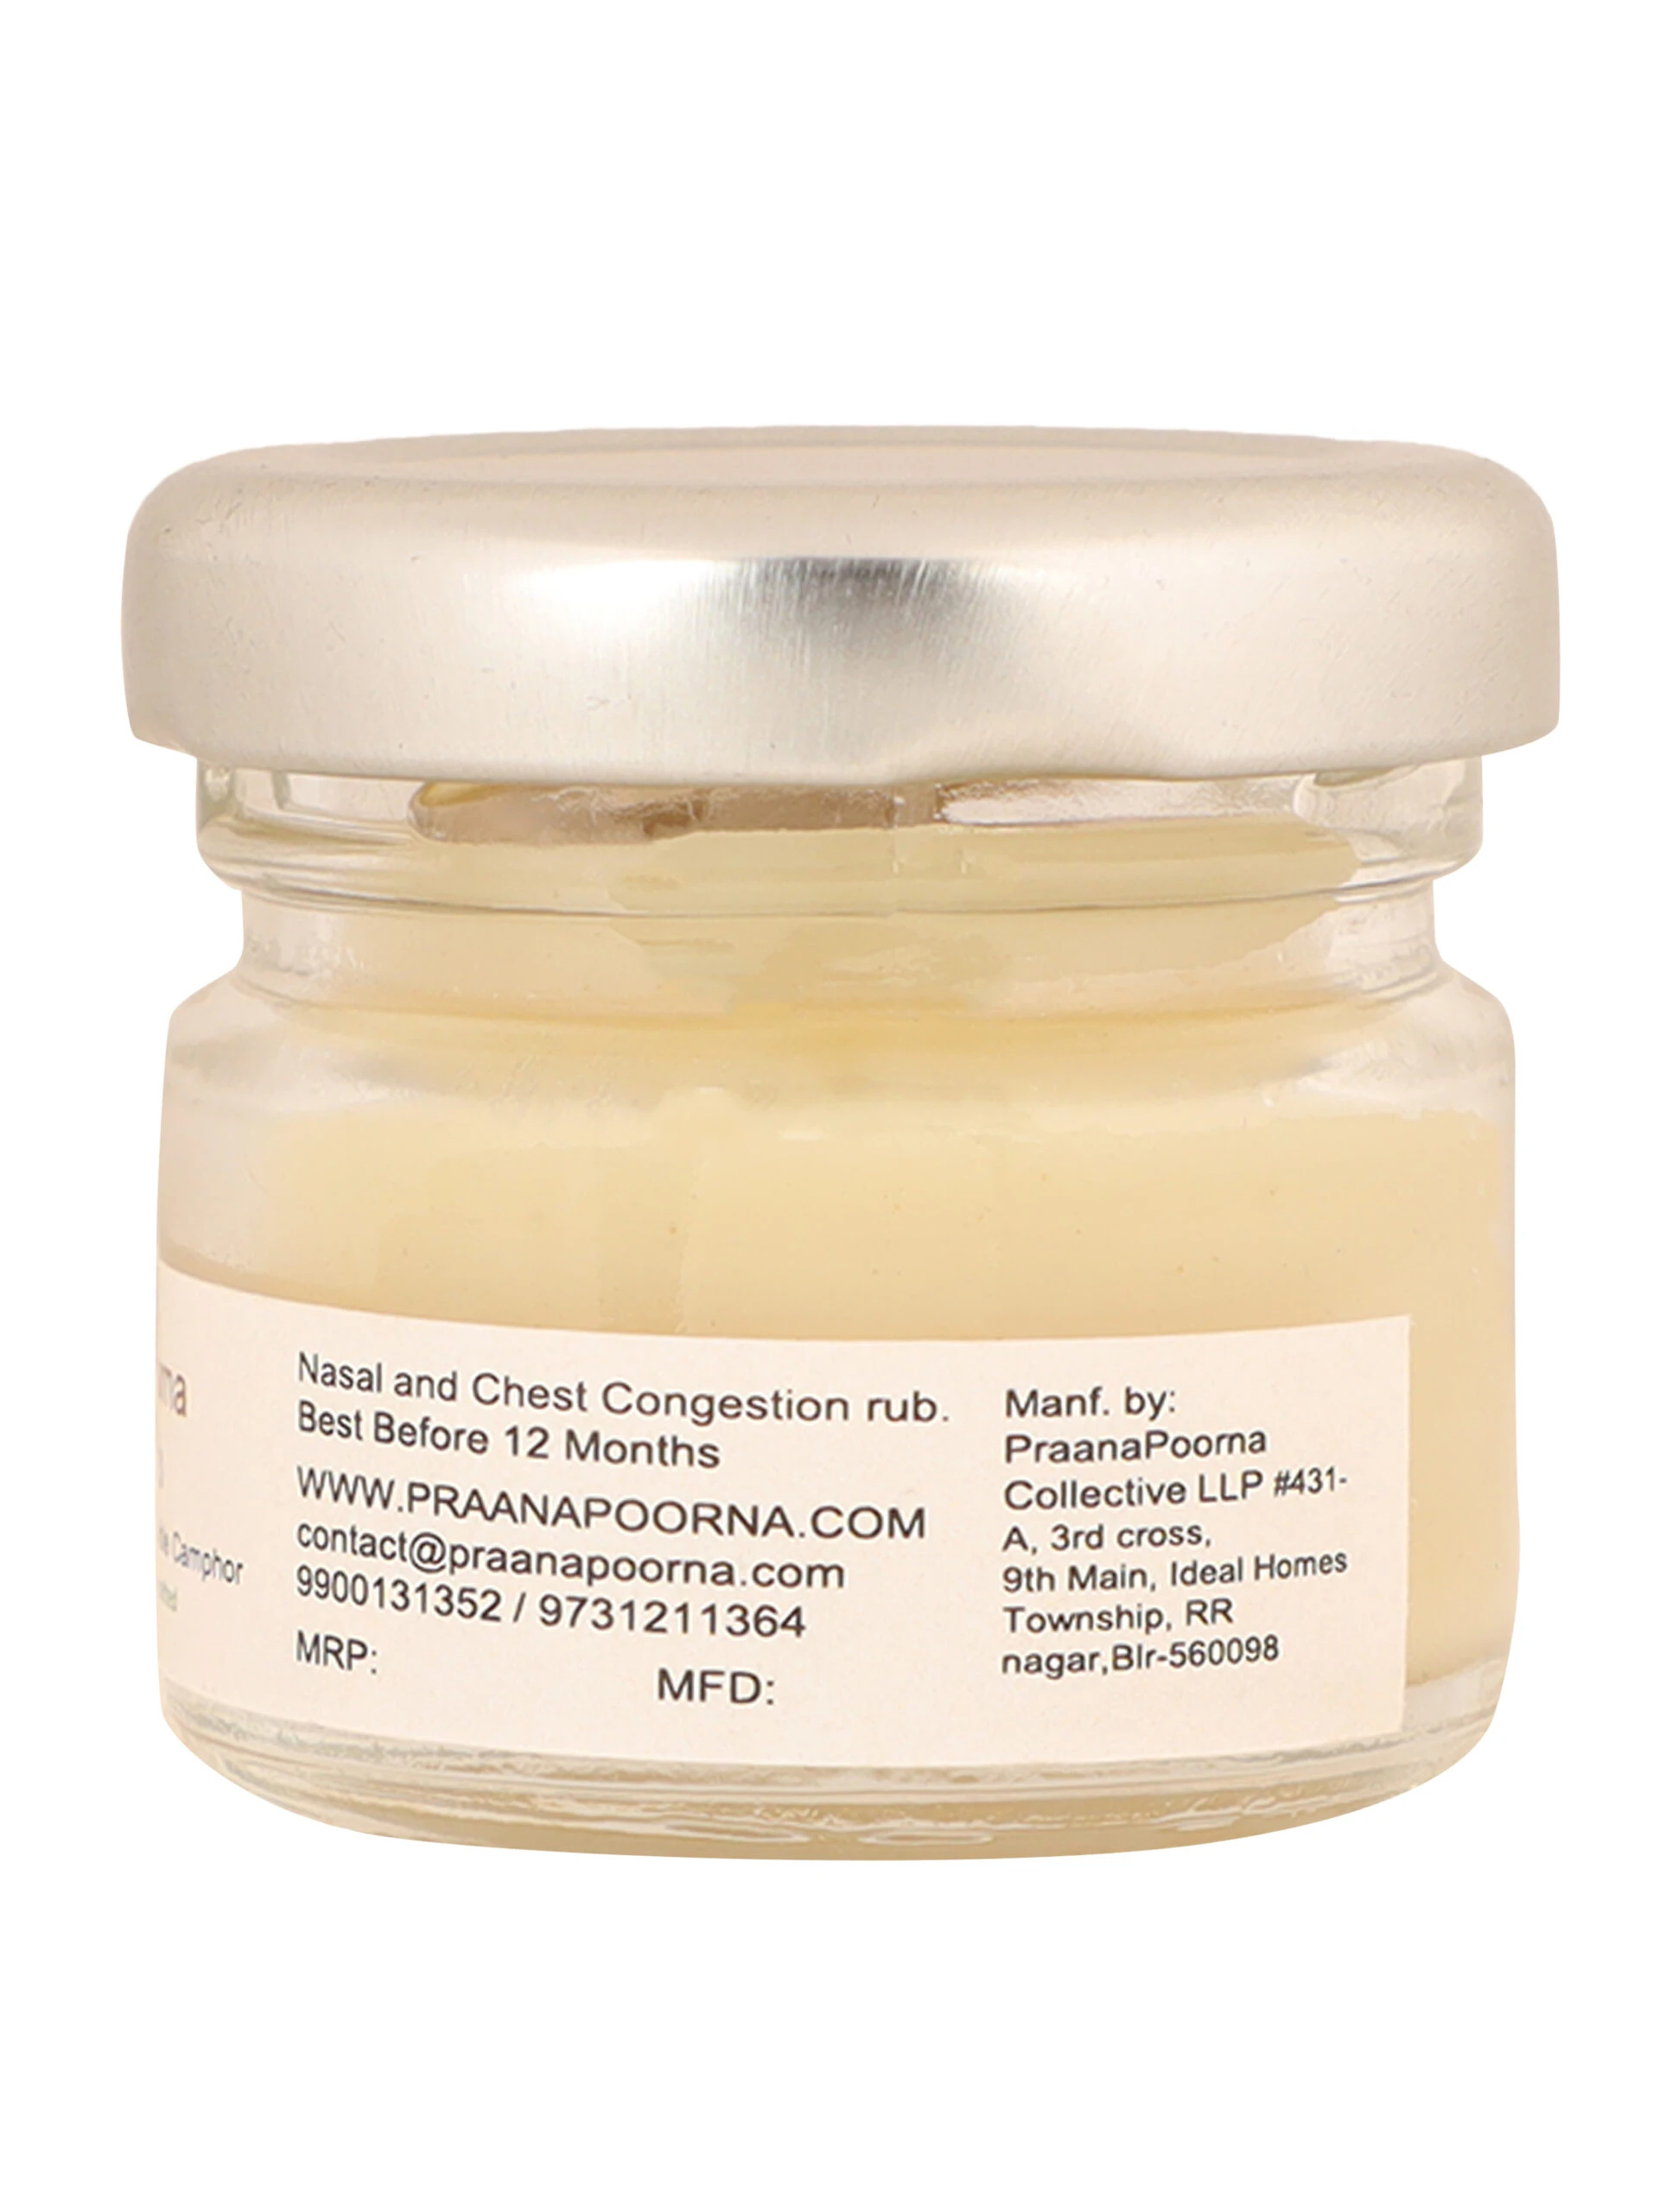 Camphor
Nasal and Chest Congestion rub.
Best Before 12 Months
WWW.PRAANAPOORNA.COM
contact@praanapoorna.com
9900131352 / 9731211364
MRP:
MFD:
Manf. by:
PraanaPoorna
Collective LLP #431-
A, 3rd cross,
9th Main, Ideal Homes
Township, RR
nagar,Blr-560098